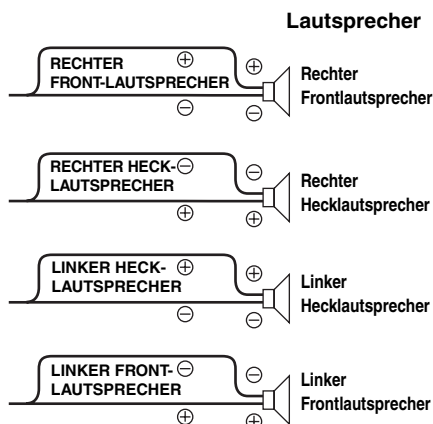 Lautsprecher
RECHTER ⊕
FRONT-LAUTSPRECHER
⊖
⊕
⊖
Rechter
Frontlautsprecher
RECHTER HECK-⊖
LAUTSPRECHER
⊕
⊖
⊕
Rechter
Hecklautsprecher
LINKER HECK- ⊕
LAUTSPRECHER
⊖
⊕
⊖
Linker
Hecklautsprecher
LINKER FRONT-⊖
LAUTSPRECHER
⊕
⊖
⊕
Linker
Frontlautsprecher